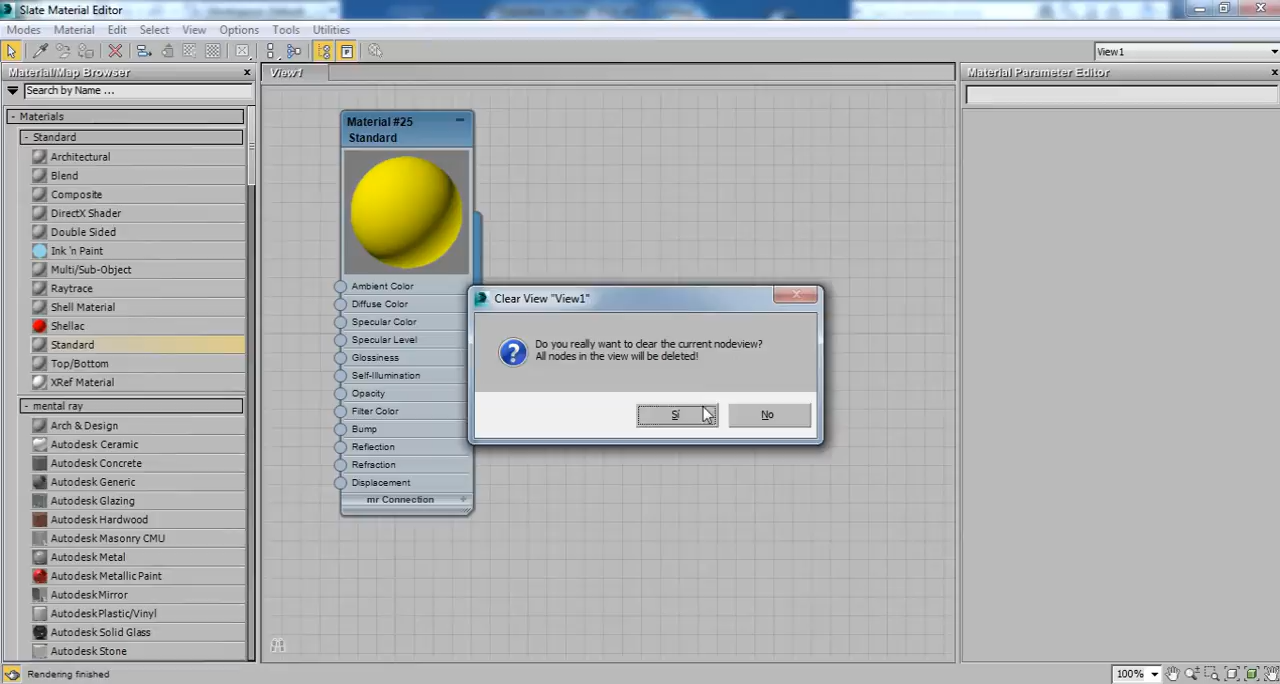 Slate Material Editor
Modes Material Edit Select View Options Tools Utilities
View1
Material/Map Browser
View1
Material Parameter Editor
Search by Name ...
- Materials
- Standard
Architectural
Blend
Composite
DirectX Shader
Double Sided
Ink 'n Paint
Multi/Sub-Object
Raytrace
Shell Material
Shellac
Standard
Top/Bottom
XRef Material
- mental ray
Arch & Design
Autodesk Ceramic
Autodesk Concrete
Autodesk Generic
Autodesk Glazing
Autodesk Hardwood
Autodesk Masonry CMU
Autodesk Metal
Autodesk Metallic Paint
Autodesk Mirror
Autodesk Plastic/Vinyl
Autodesk Solid Glass
Autodesk Stone
Material #25
Standard
Ambient Color
Diffuse Color
Specular Color
Specular Level
Glossiness
Self-Illumination
Opacity
Filter Color
Bump
Reflection
Refraction
Displacement
mr Connection +
Clear View "View1"
Do you really want to clear the current nodeview?
All nodes in the view will be deleted!
Sí
No
Rendering finished
100%